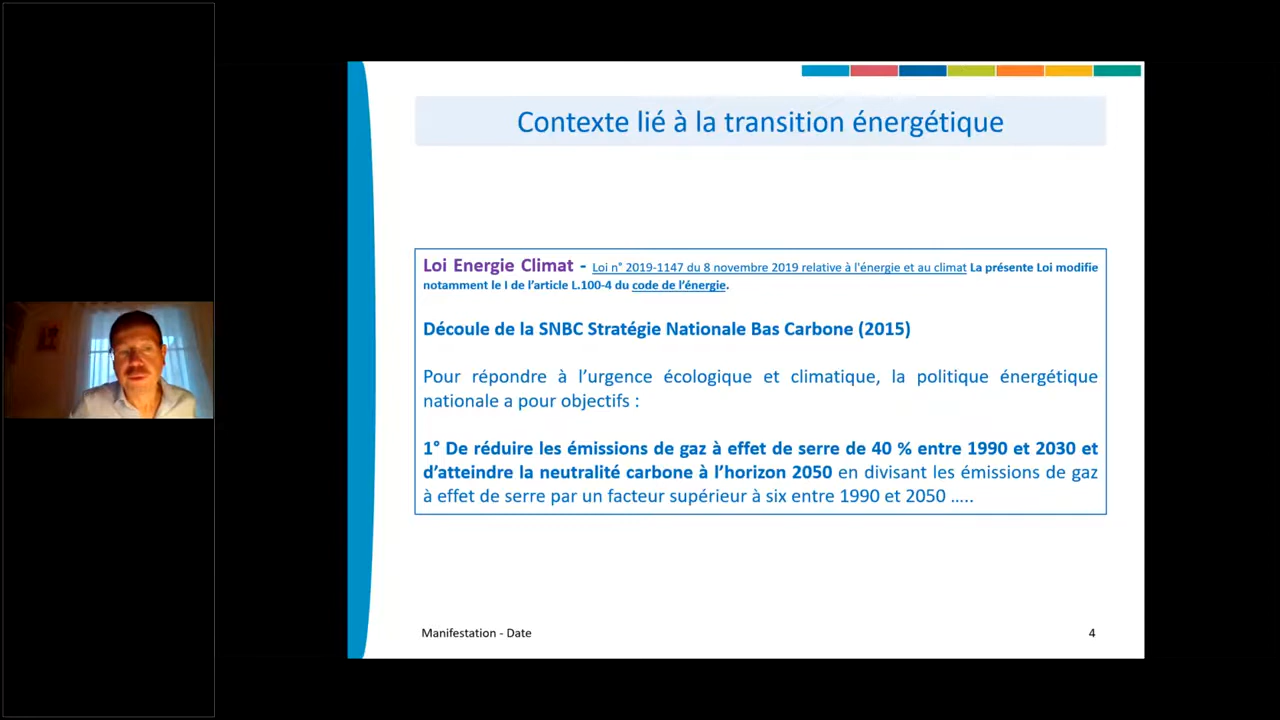 Contexte lié à la transition énergétique
Loi Energie Climat - Loi n° 2019-1147 du 8 novembre 2019 relative à l'énergie et au climat La présente Loi modifie
notamment le I de l’article L.100-4 du code de l’énergie.
Découle de la SNBC Stratégie Nationale Bas Carbone (2015)
Pour répondre à l’urgence écologique et climatique, la politique énergétique
nationale a pour objectifs :
1° De réduire les émissions de gaz à effet de serre de 40 % entre 1990 et 2030 et
d’atteindre la neutralité carbone à l’horizon 2050 en divisant les émissions de gaz
à effet de serre par un facteur supérieur à six entre 1990 et 2050 …..
Manifestation - Date
4